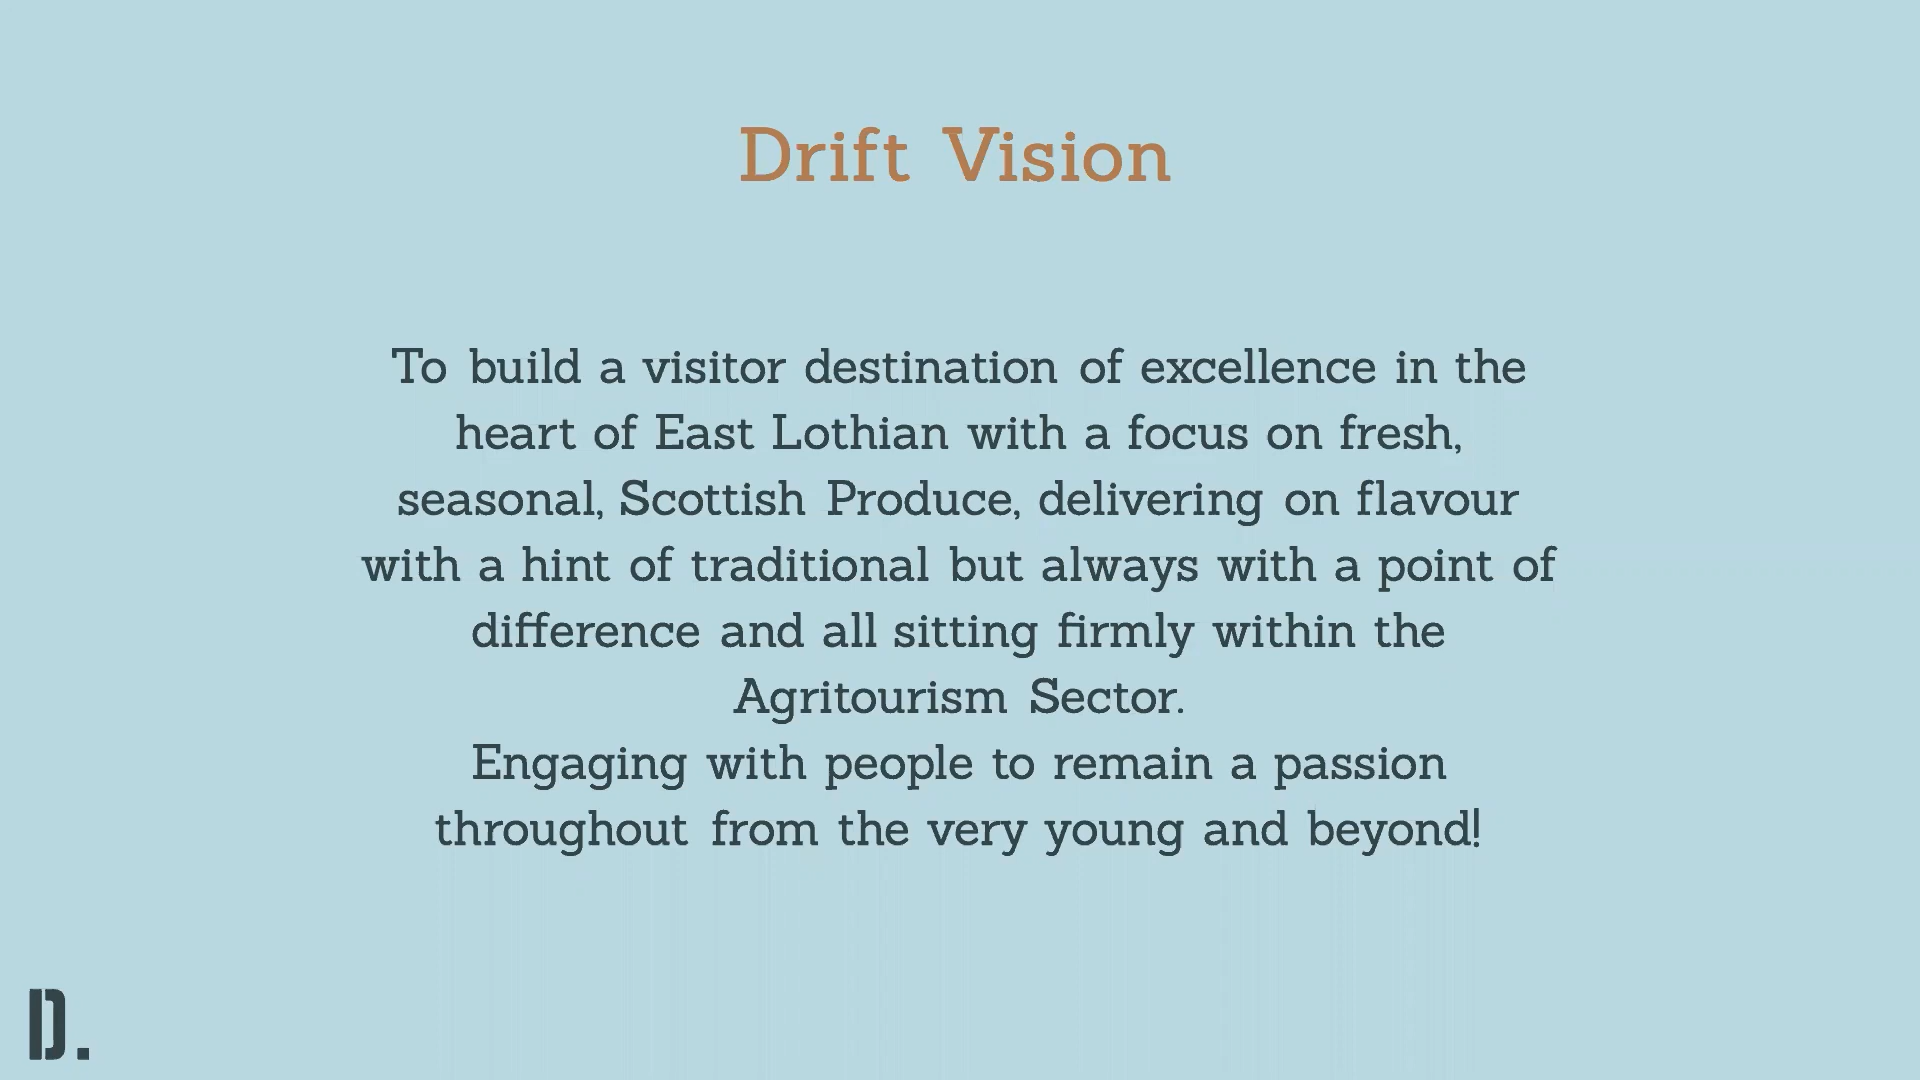 Drift Vision
To build a visitor destination of excellence in the
heart of East Lothian with a focus on fresh,
seasonal, Scottish Produce, delivering on flavour
with a hint of traditional but always with a point of
difference and all sitting firmly within the
Agritourism Sector.
Engaging with people to remain a passion
throughout from the very young and beyond!
D.